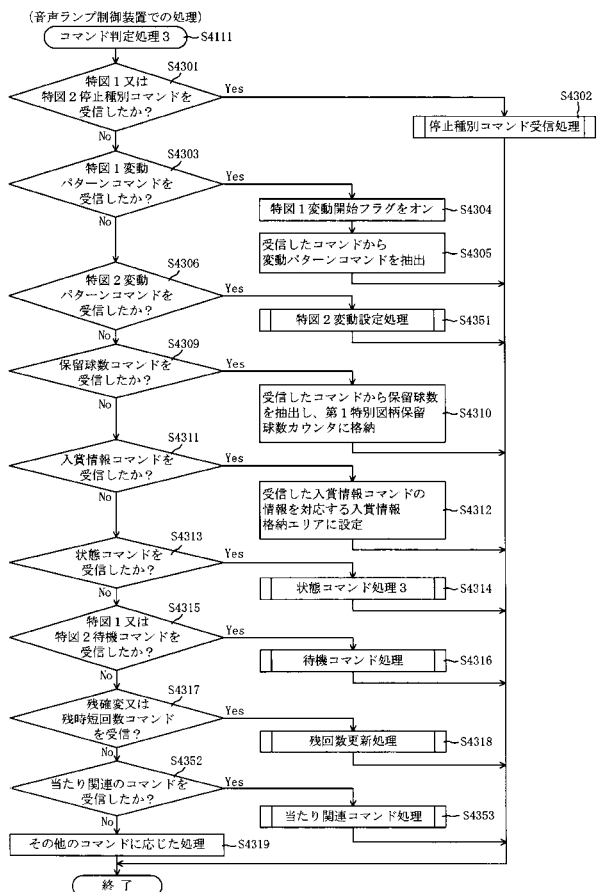 (音声ランプ制御装置での処理)
コマンド判定処理３
S4111
S4301
特図１又は
特図２停止種別コマンドを
受信したか？
Yes
No
S4302
停止種別コマンド受信処理
S4303
特図１変動
パターンコマンドを
受信したか？
Yes
No
特図１変動開始フラグをオン
S4304
受信したコマンドから
変動パターンコマンドを抽出
S4305
S4306
特図２変動
パターンコマンドを
受信したか？
Yes
No
特図２変動設定処理
S4351
S4309
保留球数コマンドを
受信したか？
Yes
No
受信したコマンドから保留球数
を抽出し、第１特別図柄保留
球数カウンタに格納
S4310
S4311
入賞情報コマンドを
受信したか？
Yes
No
受信した入賞情報コマンドの
情報を対応する入賞情報
格納エリアに設定
S4312
S4313
状態コマンドを
受信したか？
Yes
No
状態コマンド処理３
S4314
S4315
特図１又は
特図２待機コマンドを
受信したか？
Yes
No
待機コマンド処理
S4316
S4317
残確変又は
残時短回数コマンド
を受信？
Yes
No
残回数更新処理
S4318
S4352
当たり関連のコマンドを
受信したか？
Yes
No
当たり関連コマンド処理
S4353
その他のコマンドに応じた処理
S4319
終了